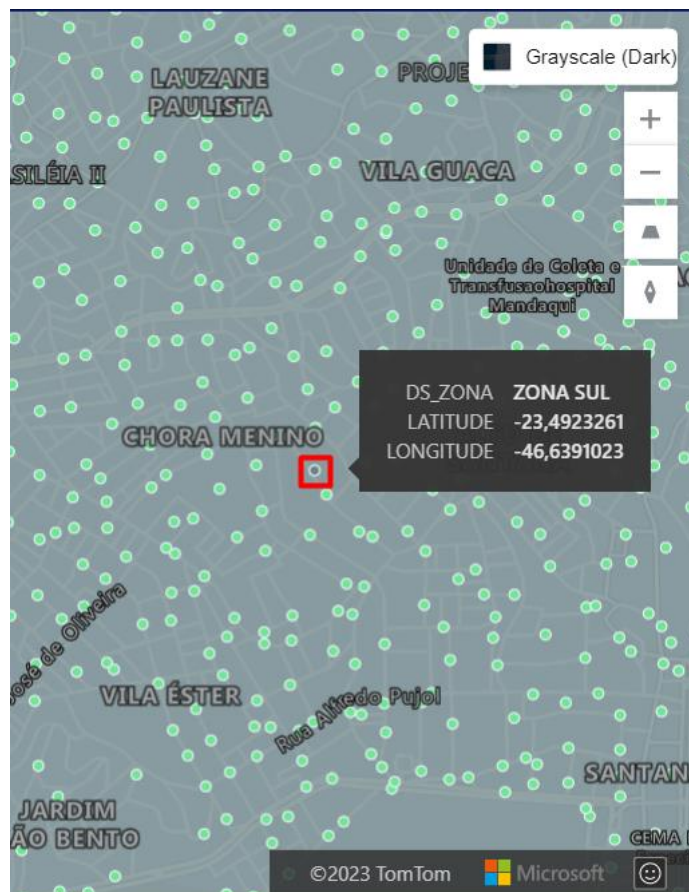 Grayscale (Dark)
LAUZANE
PAULISTA
PROJE
SILÉIA II
VILA GUACA
Unidade de Coleta e
Transfusaohospital
Mandaqui
DS_ZONA ZONA SUL
LATITUDE -23,4923261
LONGITUDE -46,6391023
CHORA MENINO
José de Oliveira
VILA ÉSTER
Rua Alfredo Pujol
SANTAN
JARDIM
ÃO BENTO
CEMA
©2023 TomTom Microsoft